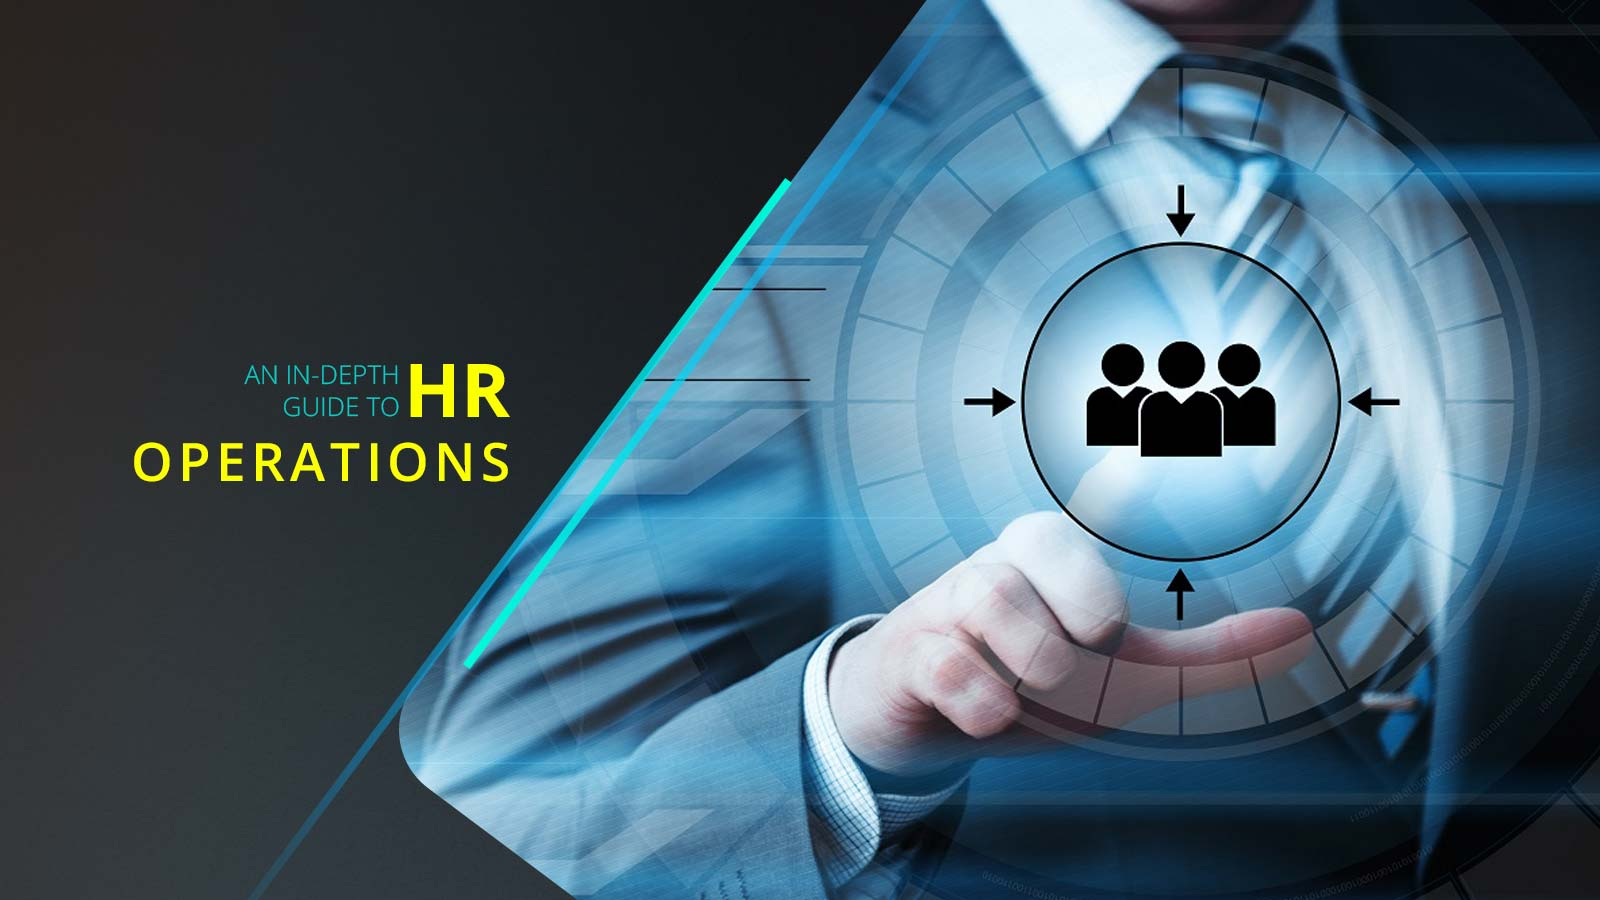 AN IN-DEPTH
GUIDE TO HR
OPERATIONS